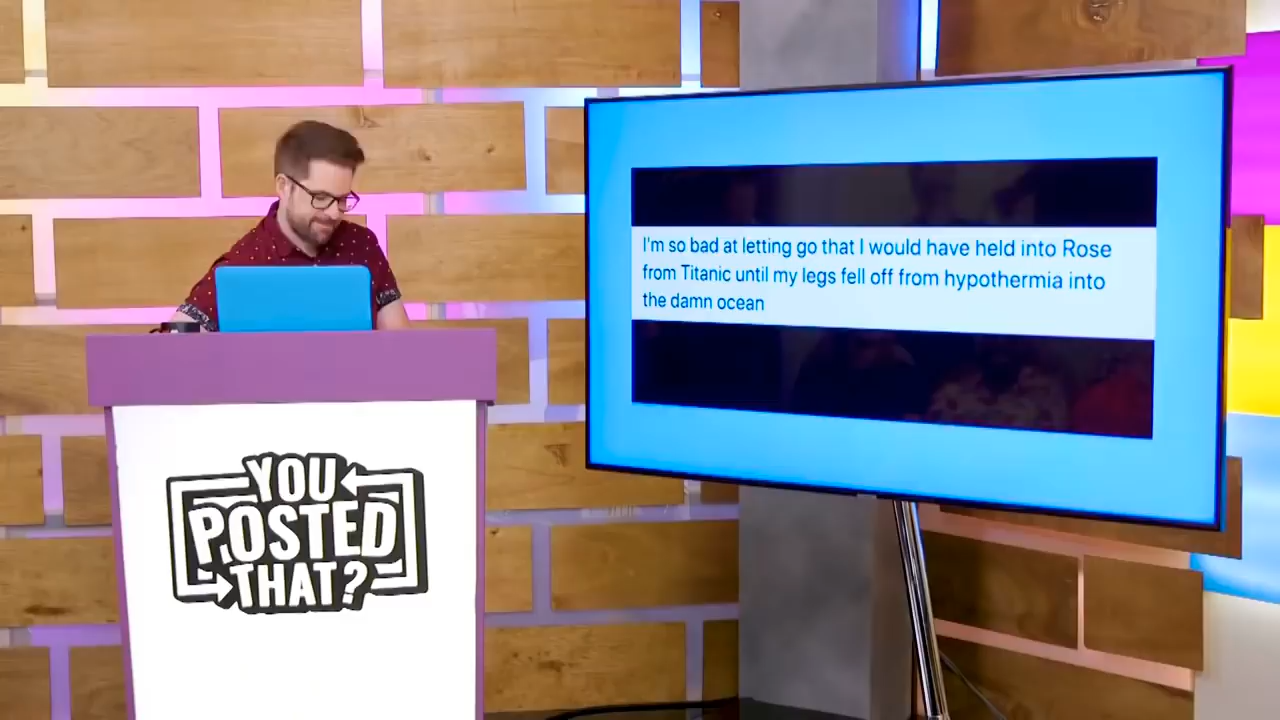 I'm so bad at letting go that I would have held into Rose
from Titanic until my legs fell off from hypothermia into
the damn ocean
YOU
POSTED
THAT?